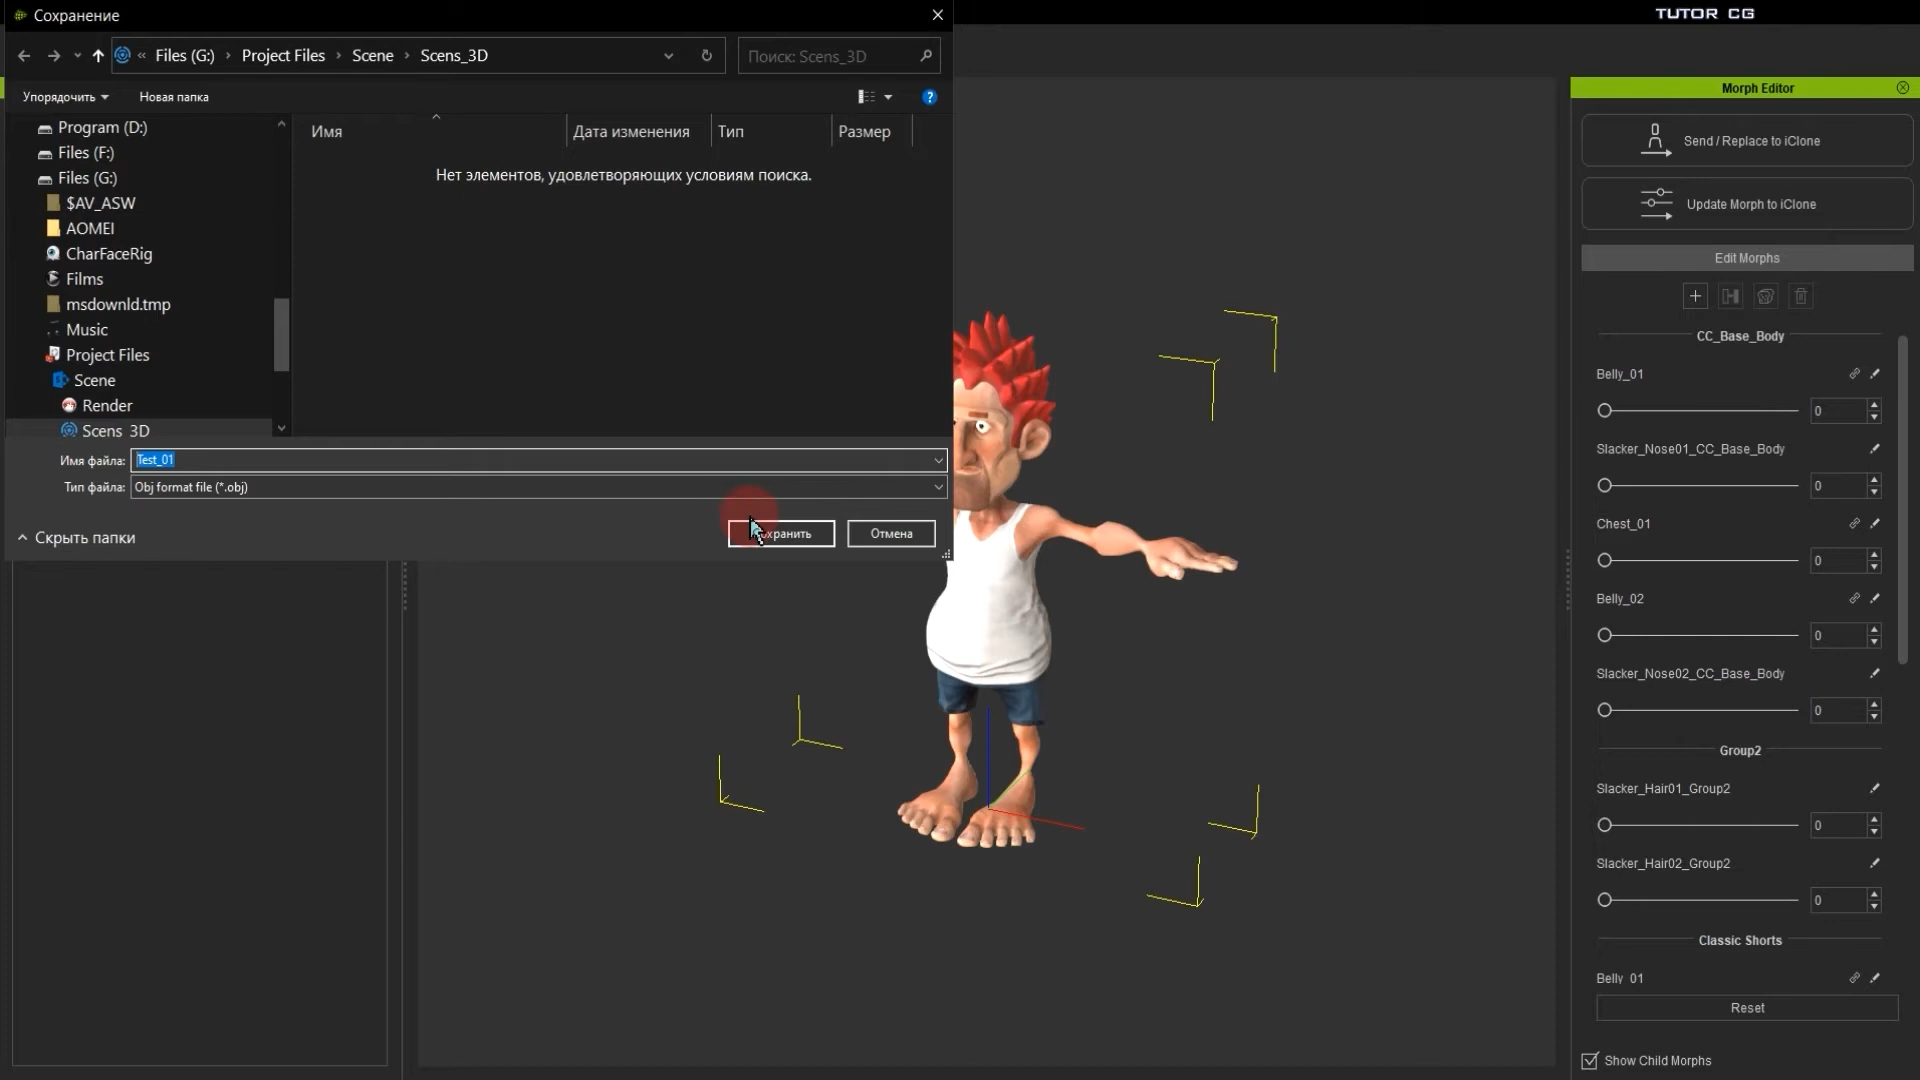 Сохранение
TUTOR CG
« Files (G:) › Project Files › Scene › Scens_3D
Поиск: Scens_3D
Упорядочить
Новая папка
Program (D:)
Files (F:)
Files (G:)
$AV_ASW
AOMEI
CharFaceRig
Films
msdownld.tmp
Music
Project Files
Scene
Render
Scens_3D
Имя
Дата изменения
Тип
Размер
Нет элементов, удовлетворяющих условиям поиска.
Имя файла: Test_01
Тип файла: Obj format file (*.obj)
Скрыть папки
Отмена
Morph Editor
Send / Replace to iClone
Update Morph to iClone
Edit Morphs
CC_Base_Body
Belly_01
0
Slacker_Nose01_CC_Base_Body
0
Chest_01
0
Belly_02
0
Slacker_Nose02_CC_Base_Body
0
Group2
Slacker_Hair01_Group2
0
Slacker_Hair02_Group2
0
Classic Shorts
Belly_01
Reset
Show Child Morphs